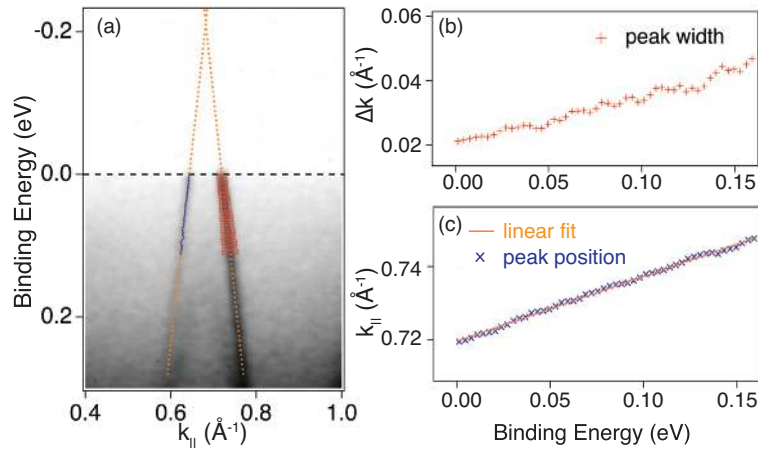 (a)
-0.2
0.0
0.2
Binding Energy (eV)
0.4 0.6 0.8 1.0
k|| (Å-1)
(b)
+ peak width
0.06
0.04
0.02
Δk (Å-1)
0.00 0.05 0.10 0.15
(c)
linear fit
× peak position
0.74
0.72
k|| (Å-1)
0.00 0.05 0.10 0.15
Binding Energy (eV)